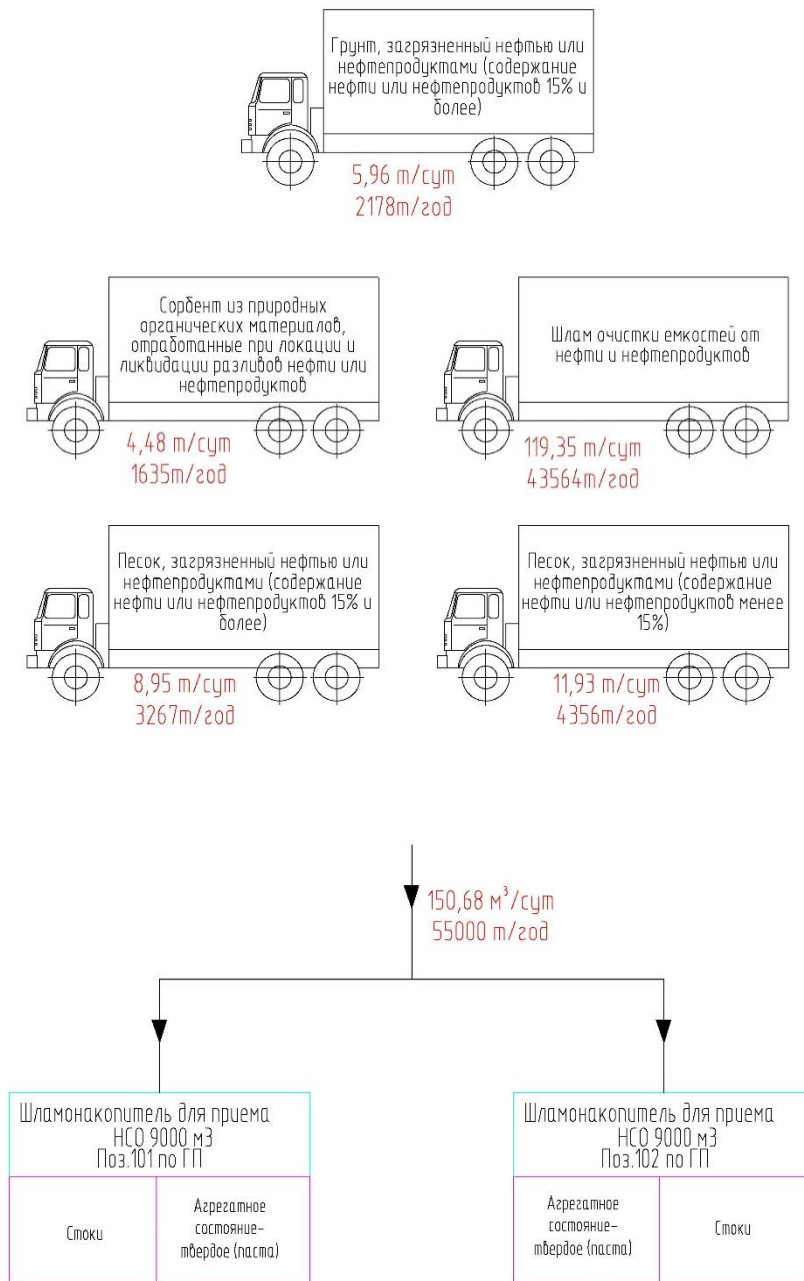 Грунт, загрязненный нефтью или
нефтепродуктами (содержание
нефти или нефтепродуктов 15% и
более)
5,96 т/сут
2178т/год
Сорбент из природных
органических материалов,
отработанные при локации и
ликвидации разливов нефти или
нефтепродуктов
4,48 т/сут
1635т/год
Шлам очистки емкостей от
нефти и нефтепродуктов
119,35 т/сут
43564т/год
Песок, загрязненный нефтью или
нефтепродуктами (содержание
нефти или нефтепродуктов 15% и
более)
8,95 т/сут
3267т/год
Песок, загрязненный нефтью или
нефтепродуктами (содержание
нефти или нефтепродуктов менее
15%)
11,93 т/сут
4356т/год
150,68 м³/сут
55000 т/год
Шламонакопитель для приема
НСО 9000 м3
Поз.101 по ГП
Стоки
Агрегатное
состояние-
твердое (паста)
Шламонакопитель для приема
НСО 9000 м3
Поз.102 по ГП
Агрегатное
состояние-
твердое (паста)
Стоки